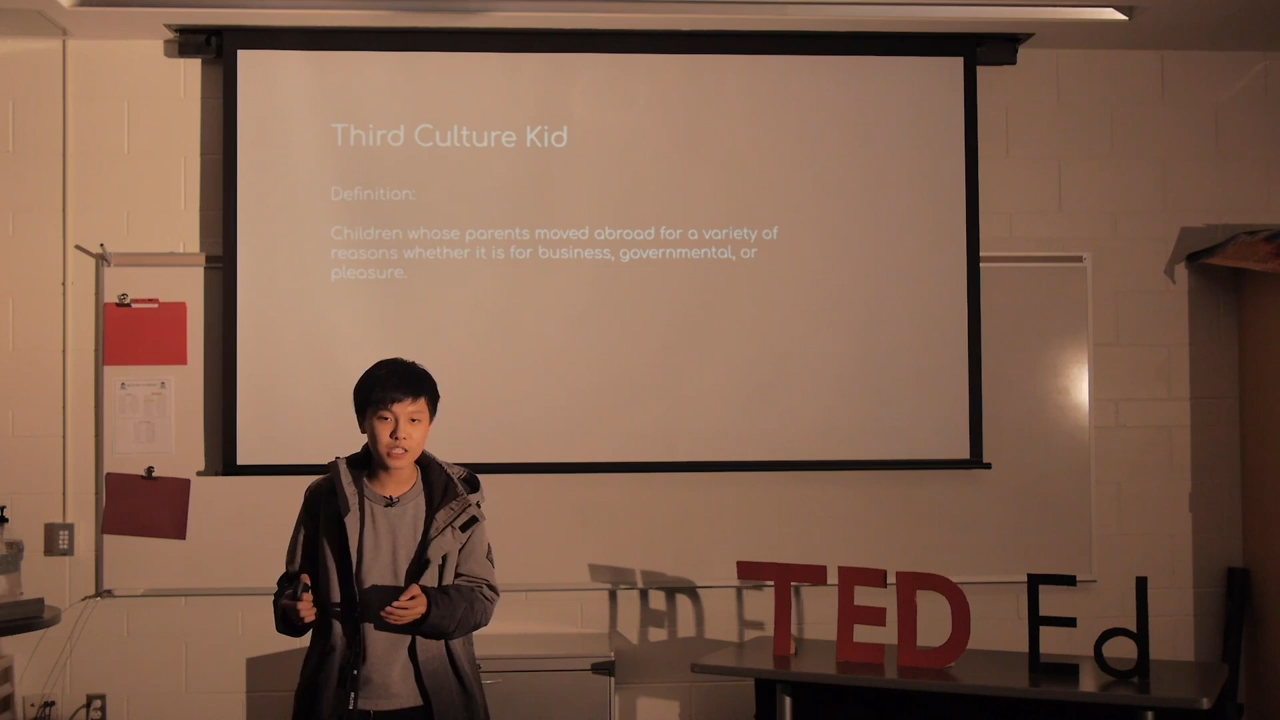 Third Culture Kid
Definition:
Children whose parents moved abroad for a variety of
reasons whether it is for business, governmental, or
pleasure.
TED Ed